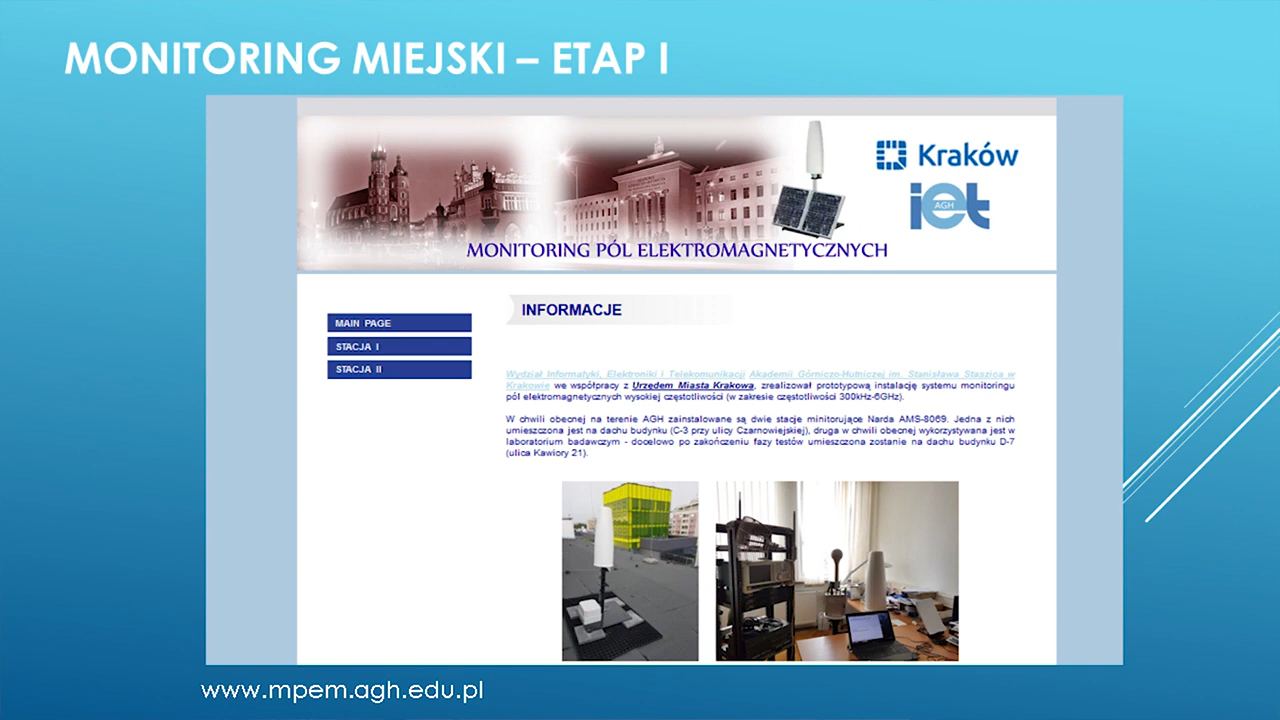 MONITORING MIEJSKI – ETAP I
Kraków
iet
AGH
MONITORING PÓL ELEKTROMAGNETYCZNYCH
INFORMACJE
MAIN PAGE
STACJA I
STACJA II
Wydział Informatyki, Elektroniki i Telekomunikacji Akademii Górniczo-Hutniczej im. Stanisława Staszica w
Krakowie we współpracy z Urzędem Miasta Krakowa, zrealizował prototypową instalację systemu monitoringu
pól elektromagnetycznych wysokiej częstotliwości (w zakresie częstotliwości 300kHz-6GHz).
W chwili obecnej na terenie AGH zainstalowane są dwie stacje minitorujące Narda AMS-8069. Jedna z nich
umieszczona jest na dachu budynku (C-3 przy ulicy Czarnowiejskiej), druga w chwili obecnej wykorzystywana jest w
laboratorium badawczym - docelowo po zakończeniu fazy testów umieszczona zostanie na dachu budynku D-7
(ulica Kawiory 21).
www.mpem.agh.edu.pl